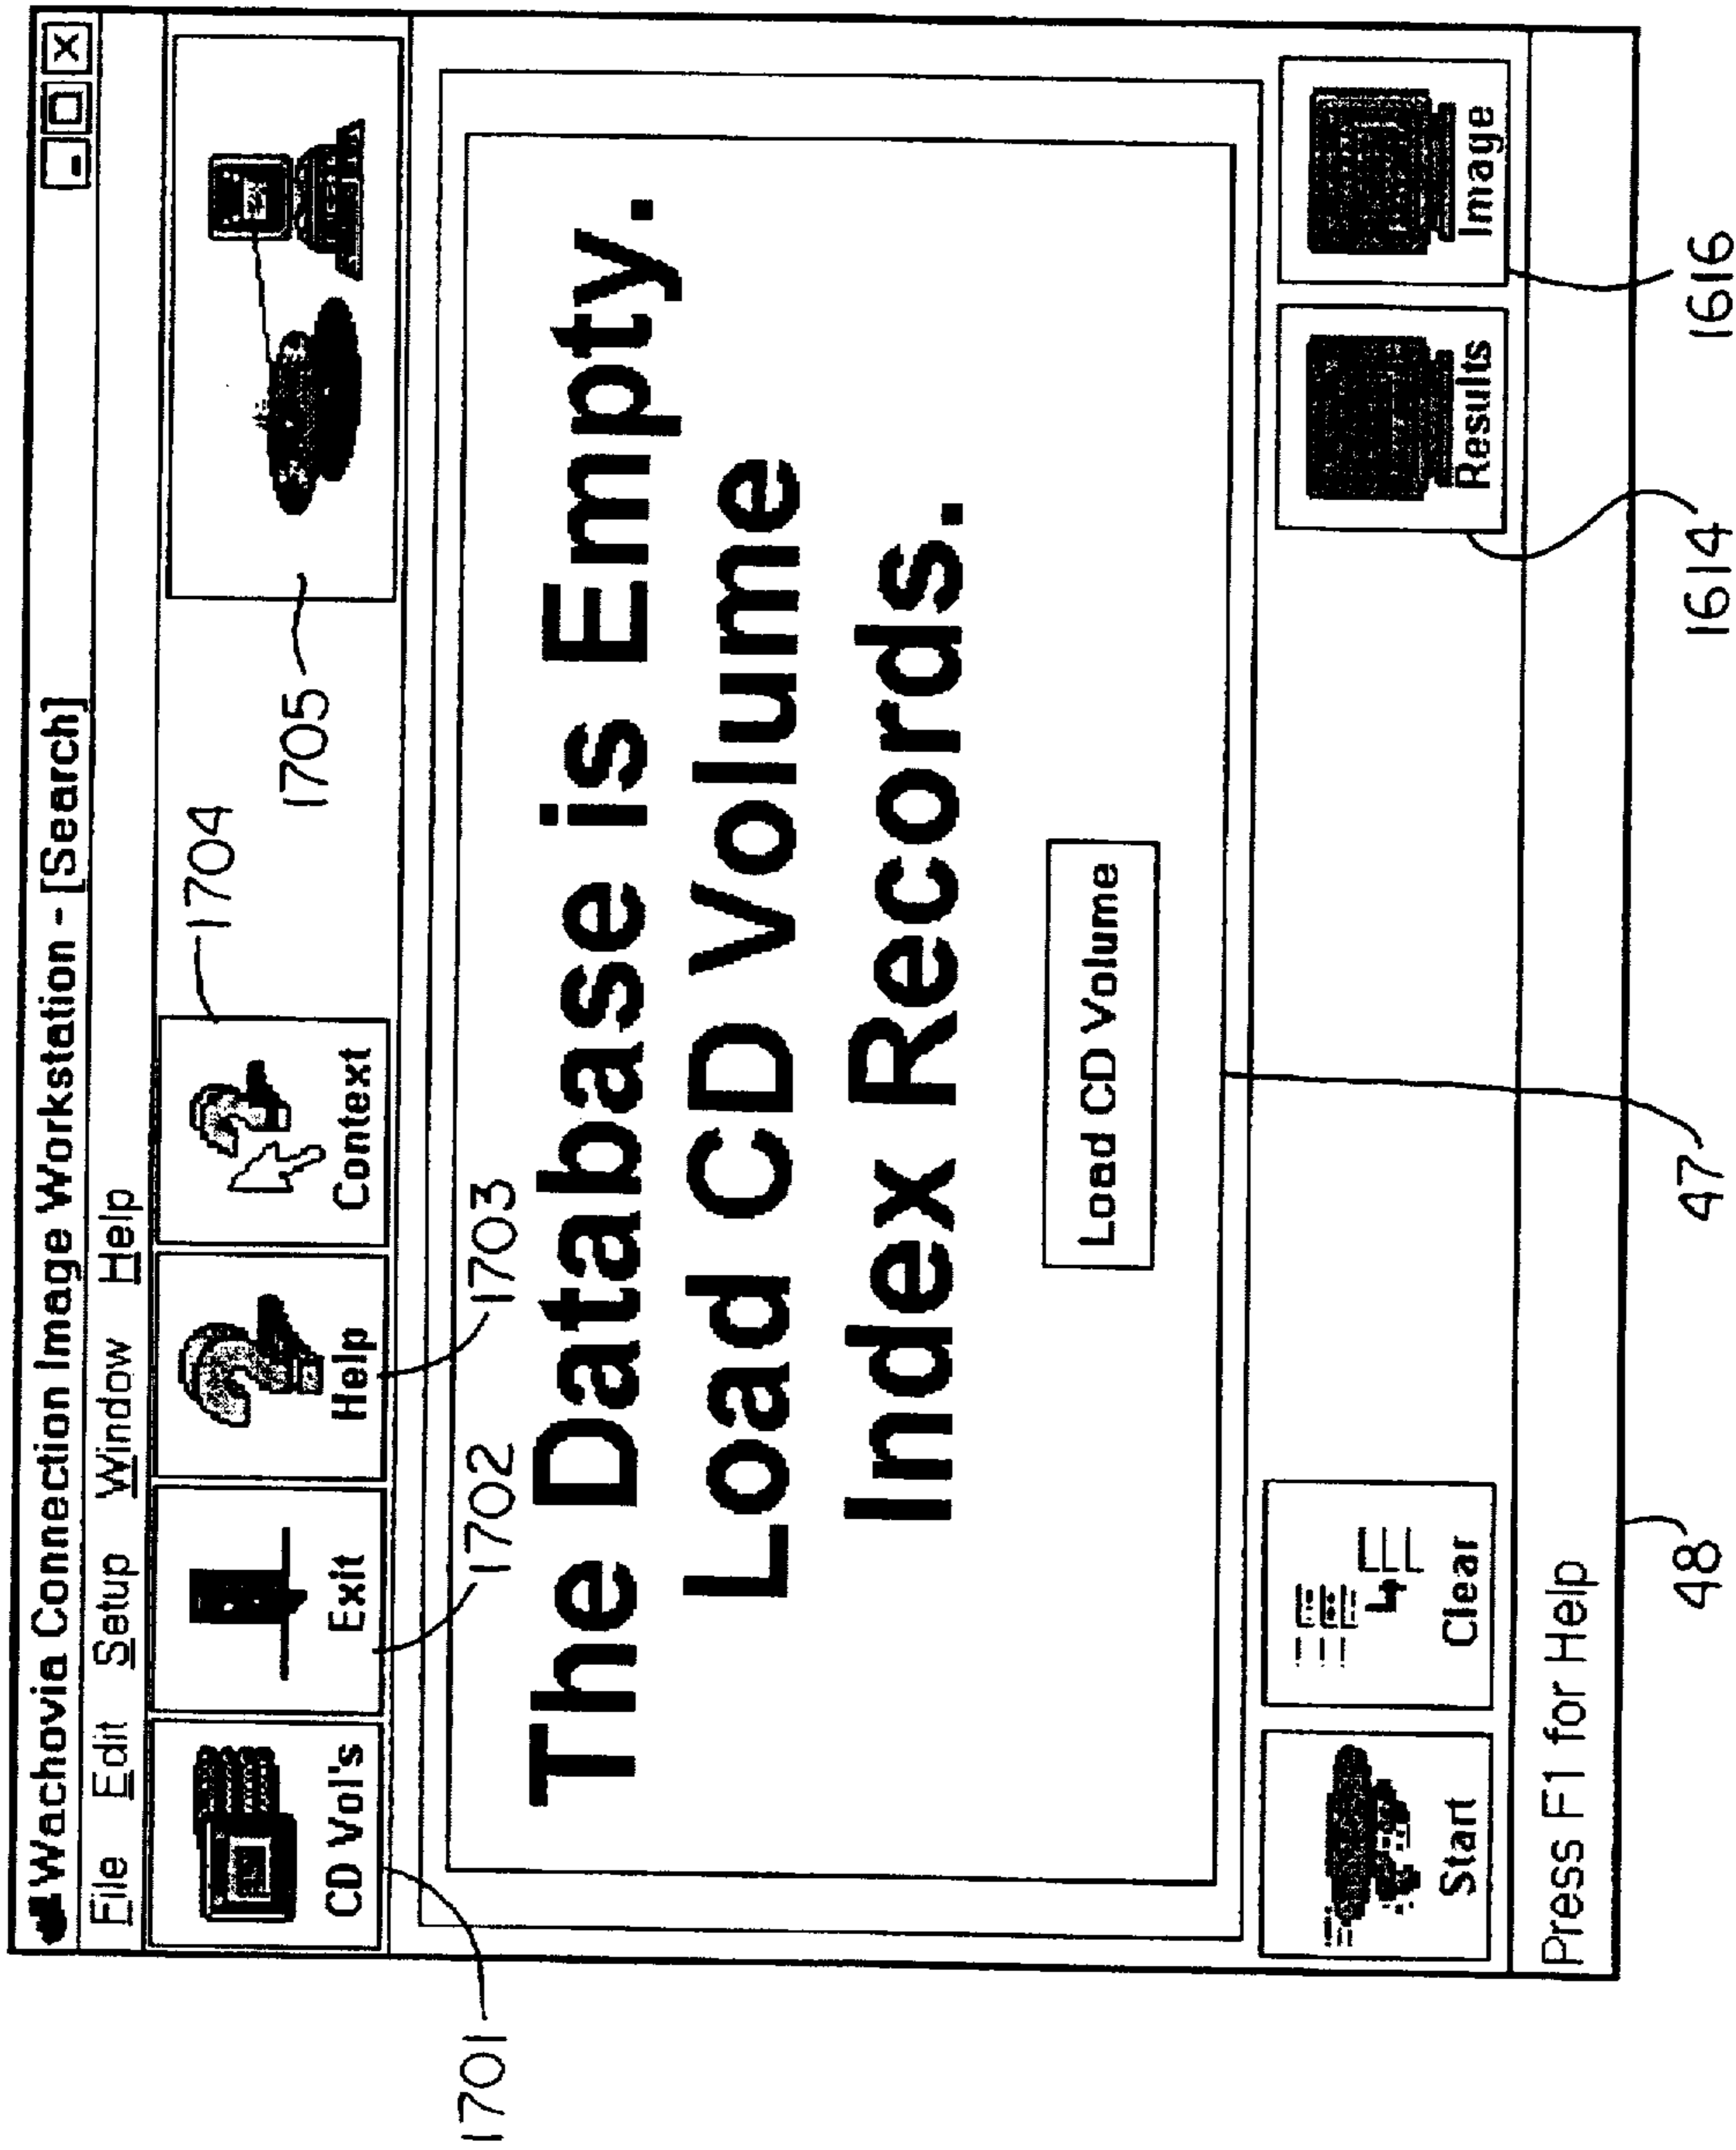 Wachovia Connection Image Workstation - [Search]
File Edit Setup Window Help
CD Vol's
Exit
Help
Context
1704
1705
1701
1702
1703
The Database is Empty.
Load CD Volume
Index Records.
Load CD Volume
Start
Clear
Results
Image
Press F1 for Help
48
47
1614
1616